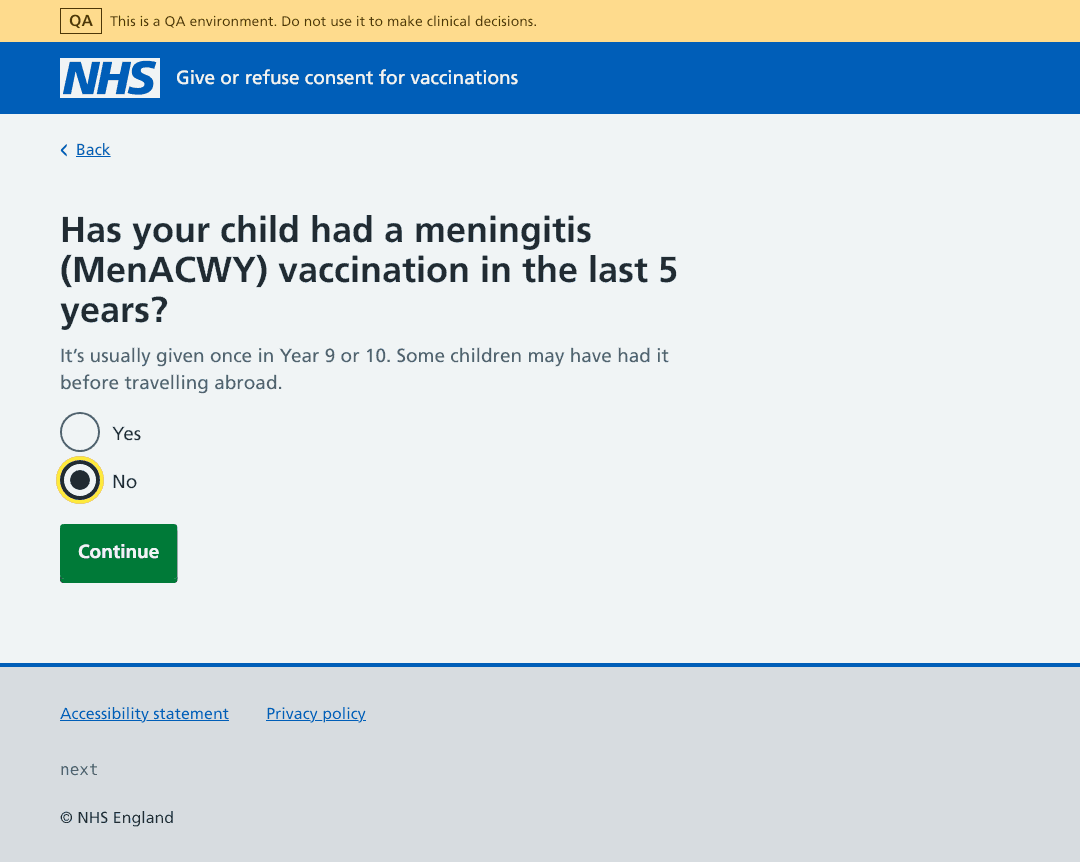 QA This is a QA environment. Do not use it to make clinical decisions.
NHS Give or refuse consent for vaccinations
Back
Has your child had a meningitis
(MenACWY) vaccination in the last 5
years?
It’s usually given once in Year 9 or 10. Some children may have had it
before travelling abroad.
Yes
No
Continue
Accessibility statement Privacy policy
next
© NHS England